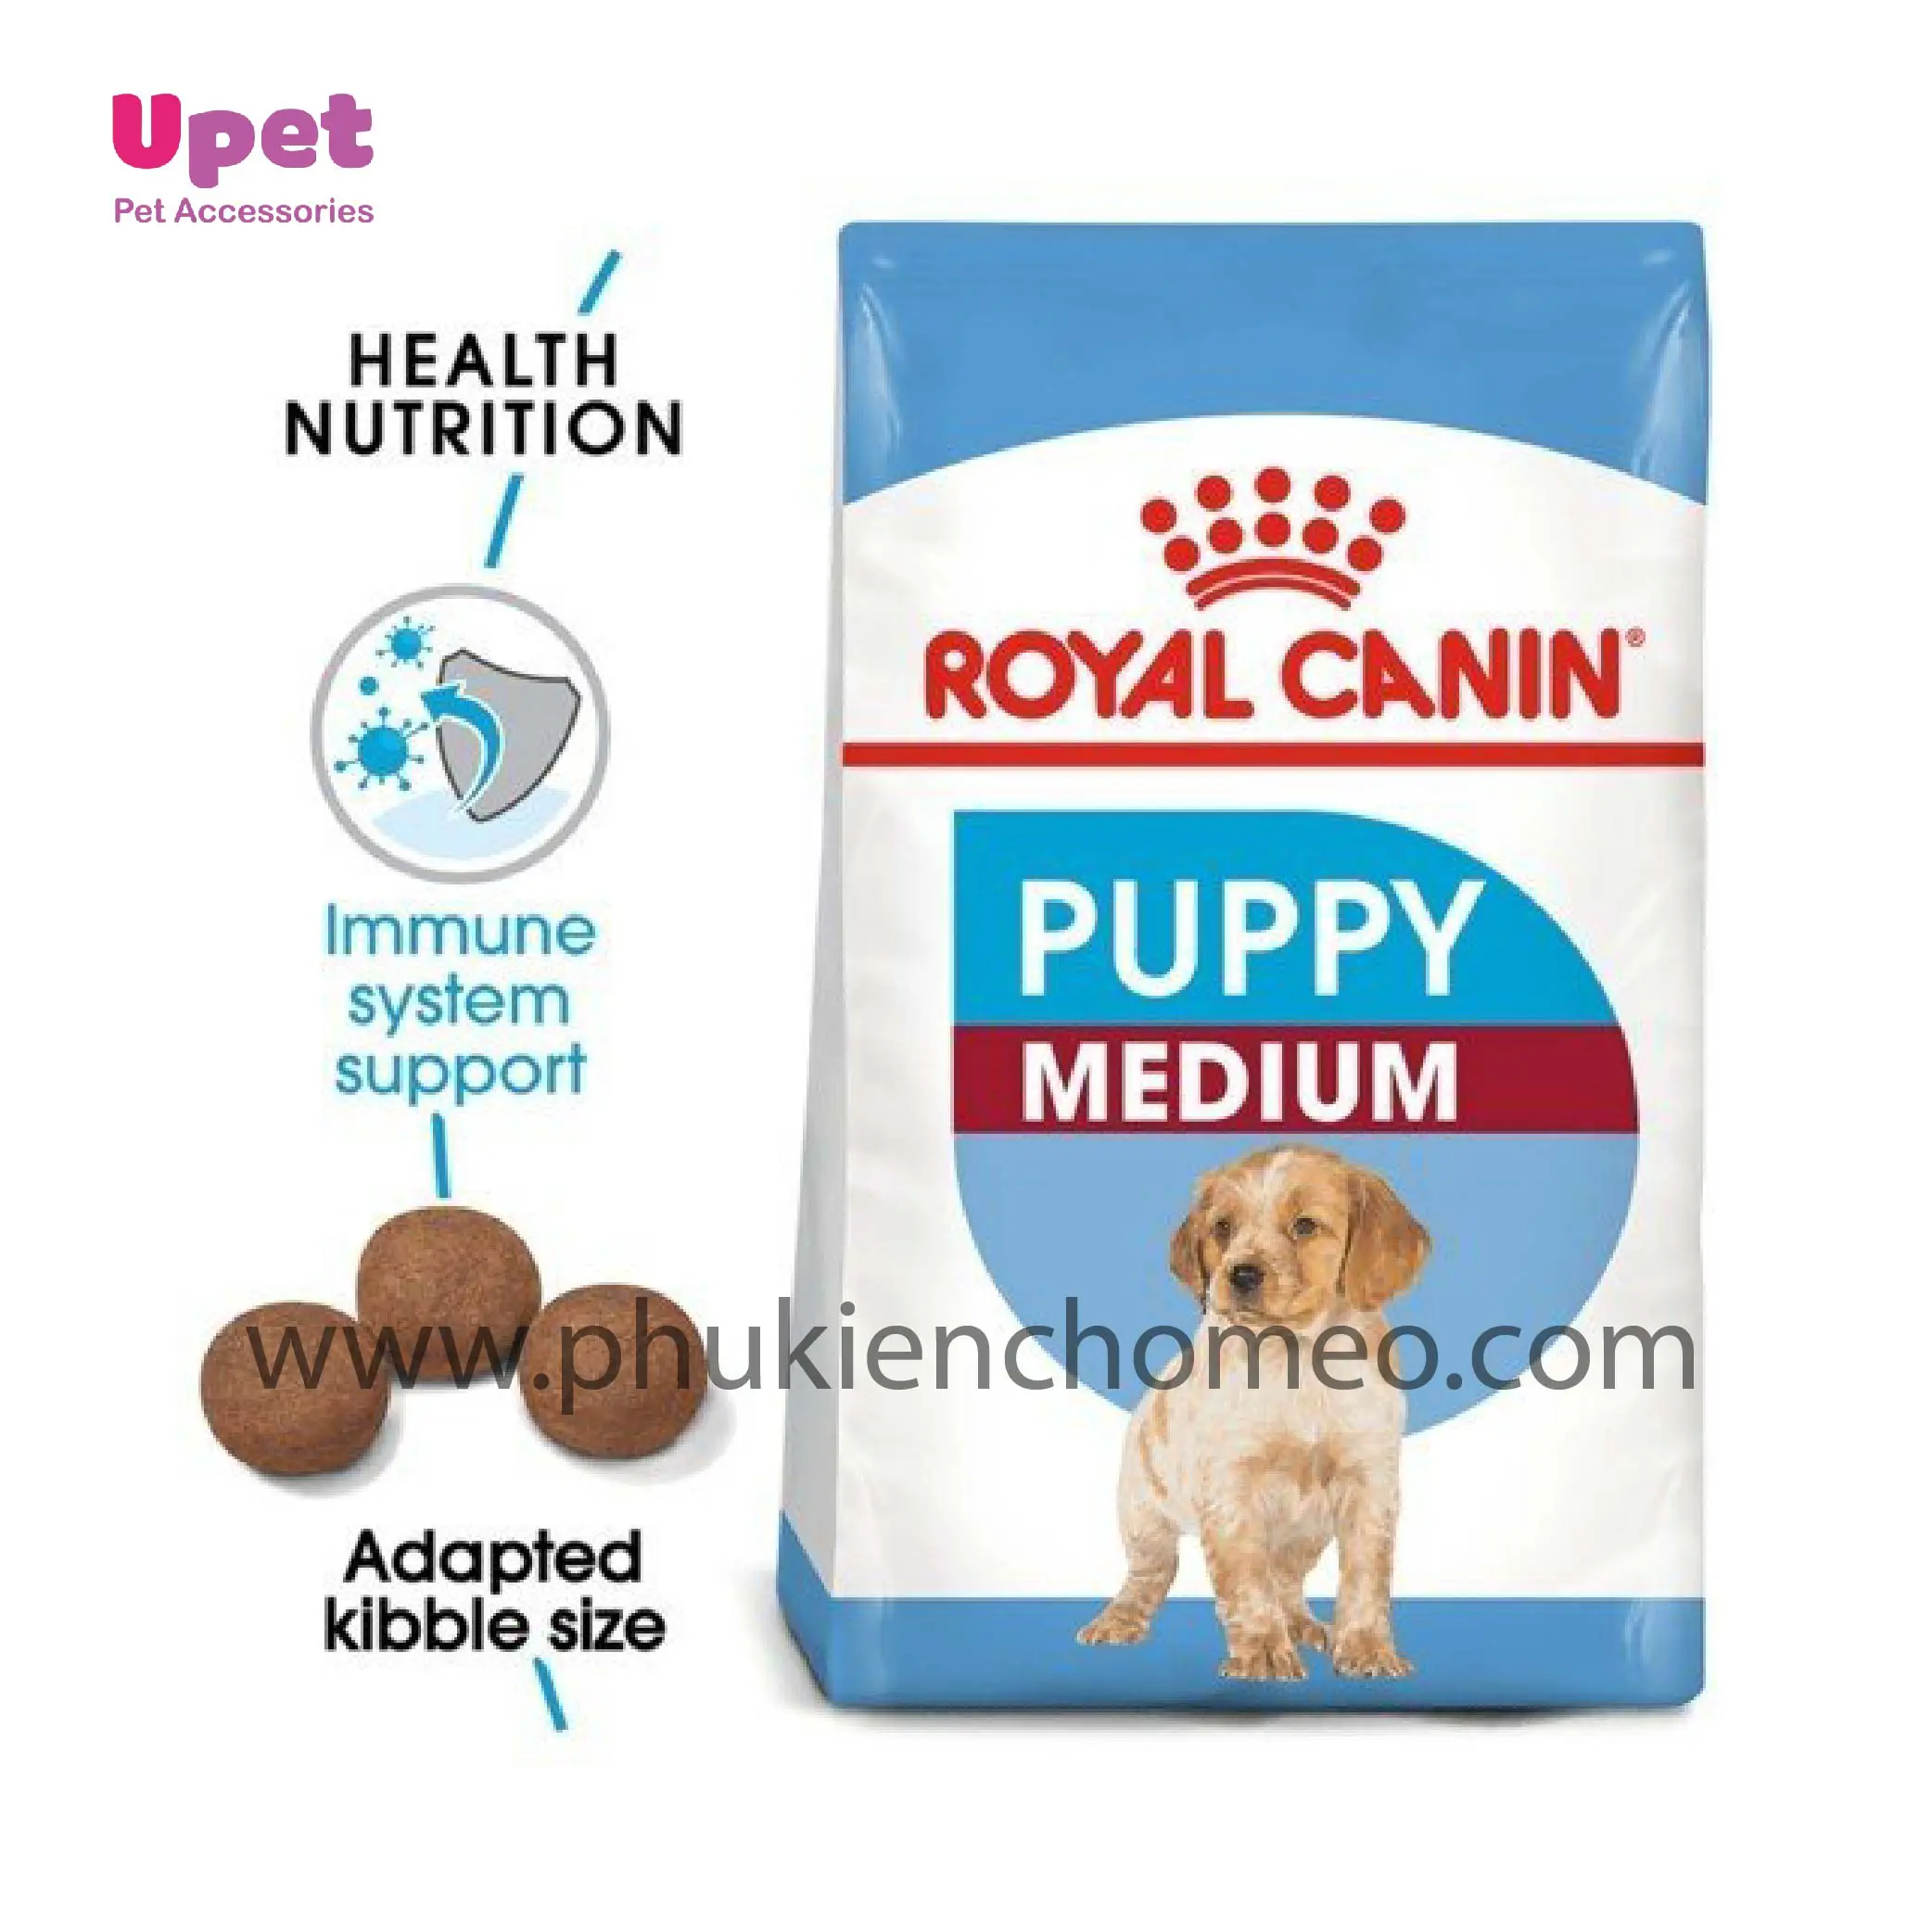 Upet
Pet Accessories
HEALTH
NUTRITION
Immune
system
support
Adapted
kibble size
ROYAL CANIN®
PUPPY
MEDIUM
www.phukienchomeo.com